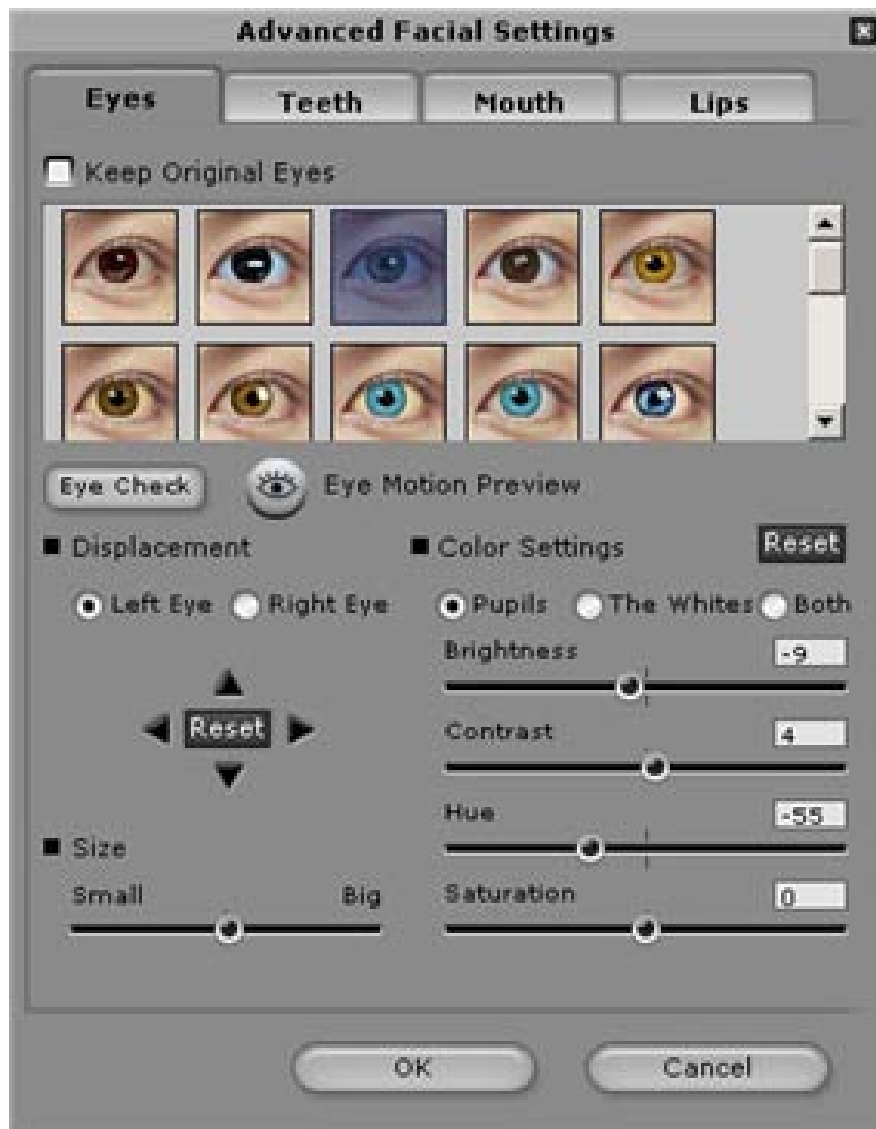 Advanced Facial Settings
Eyes Teeth Mouth Lips
Keep Original Eyes
Eye Check Eye Motion Preview
Displacement Color Settings Reset
Left Eye Right Eye Pupils The Whites Both
Brightness -9
Reset Contrast 4
Hue -55
Size
Small Big Saturation 0
OK Cancel